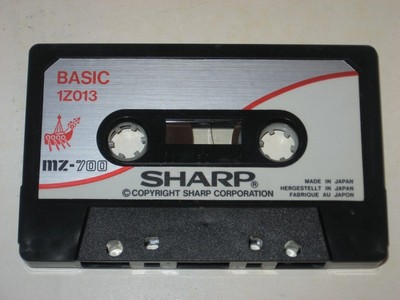 BASIC
1Z013
mz-700
SHARP®
©COPYRIGHT SHARP CORPORATION
MADE IN JAPAN
HERGESTELLT IN JAPAN
FABRIQUE AU JAPON